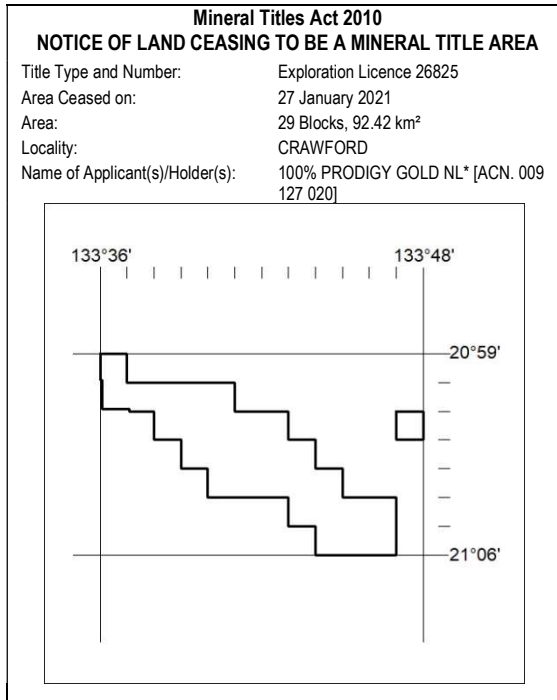 Mineral Titles Act 2010
NOTICE OF LAND CEASING TO BE A MINERAL TITLE AREA
Title Type and Number: Exploration Licence 26825
Area Ceased on: 27 January 2021
Area: 29 Blocks, 92.42 km²
Locality: CRAWFORD
Name of Applicant(s)/Holder(s): 100% PRODIGY GOLD NL* [ACN. 009
127 020]
133°36' 133°48'
20°59'
21°06'